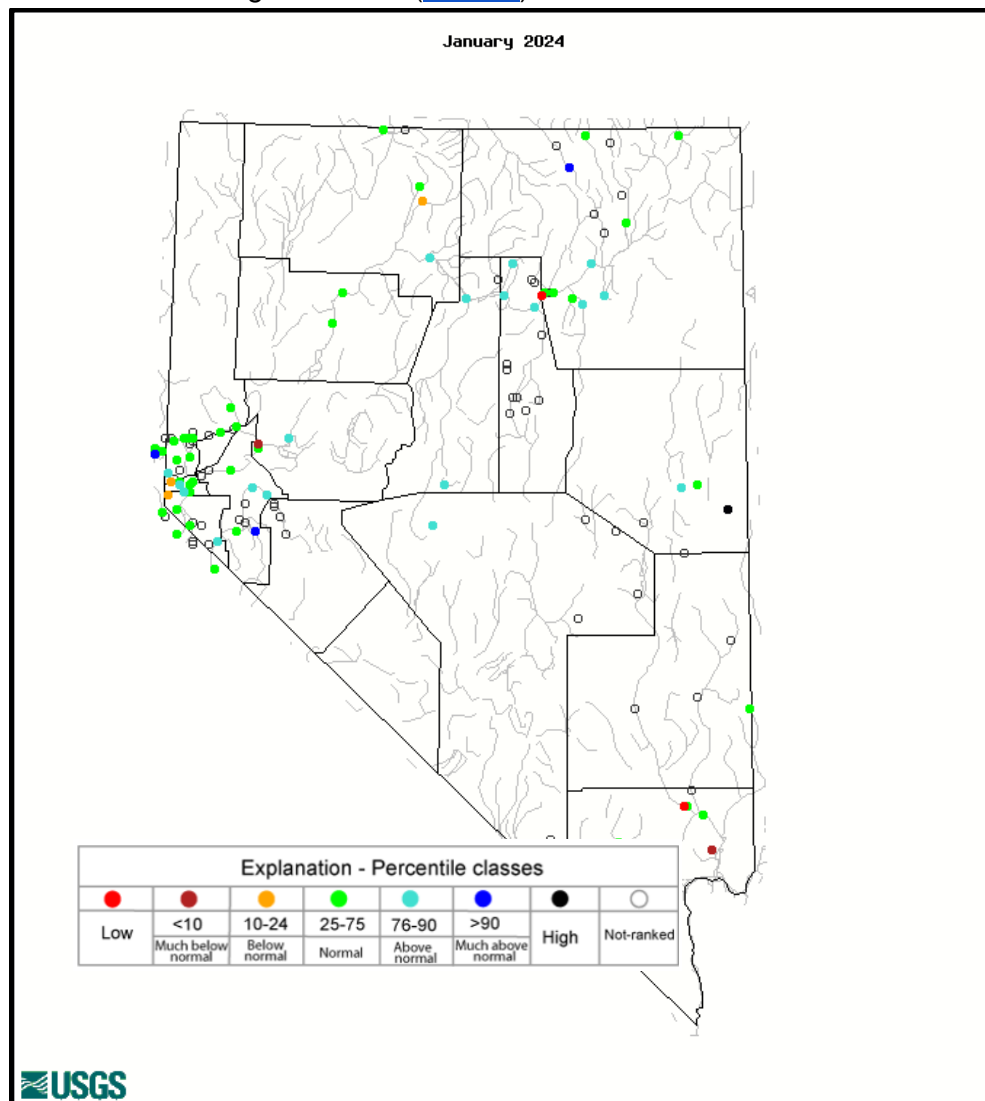 January 2024
Explanation - Percentile classes
Low <10 10-24 25-75 76-90 >90 High Not-ranked
Much below normal Below normal Normal Above normal Much above normal
USGS